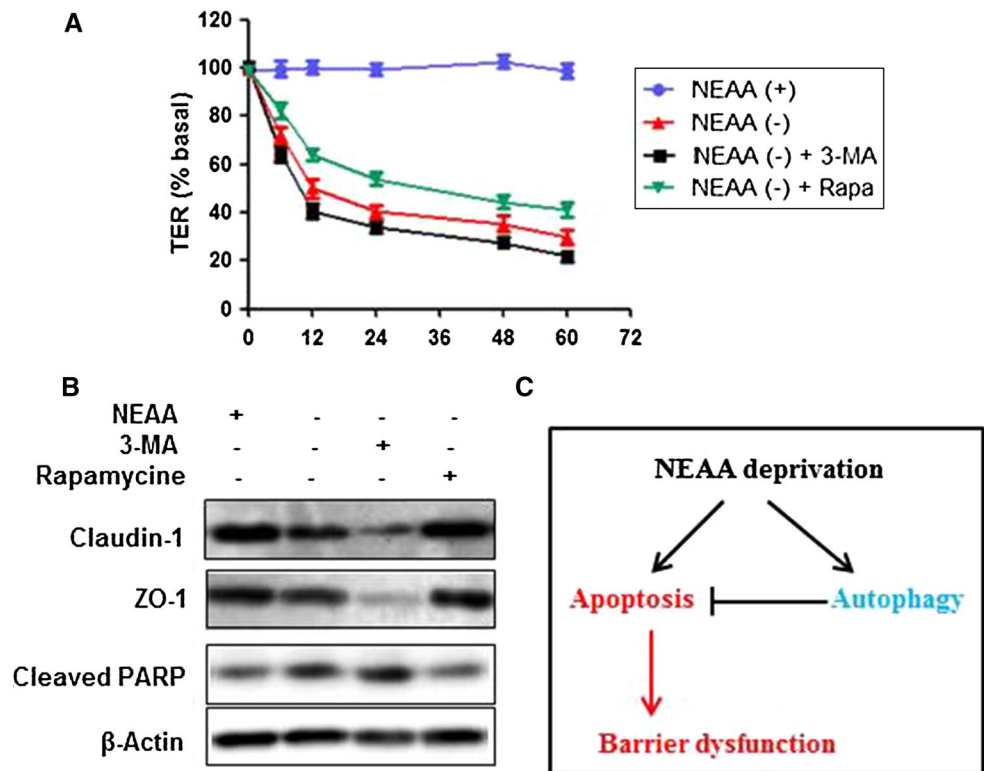 A
120
100
80
60
40
20
0
TER (% basal)
0 12 24 36 48 60 72
NEAA (+)
NEAA (-)
NEAA (-) + 3-MA
NEAA (-) + Rapa
B
NEAA + - - -
3-MA - - + -
Rapamycine - - - +
Claudin-1
ZO-1
Cleaved PARP
β-Actin
C
NEAA deprivation
Apoptosis Autophagy
Barrier dysfunction